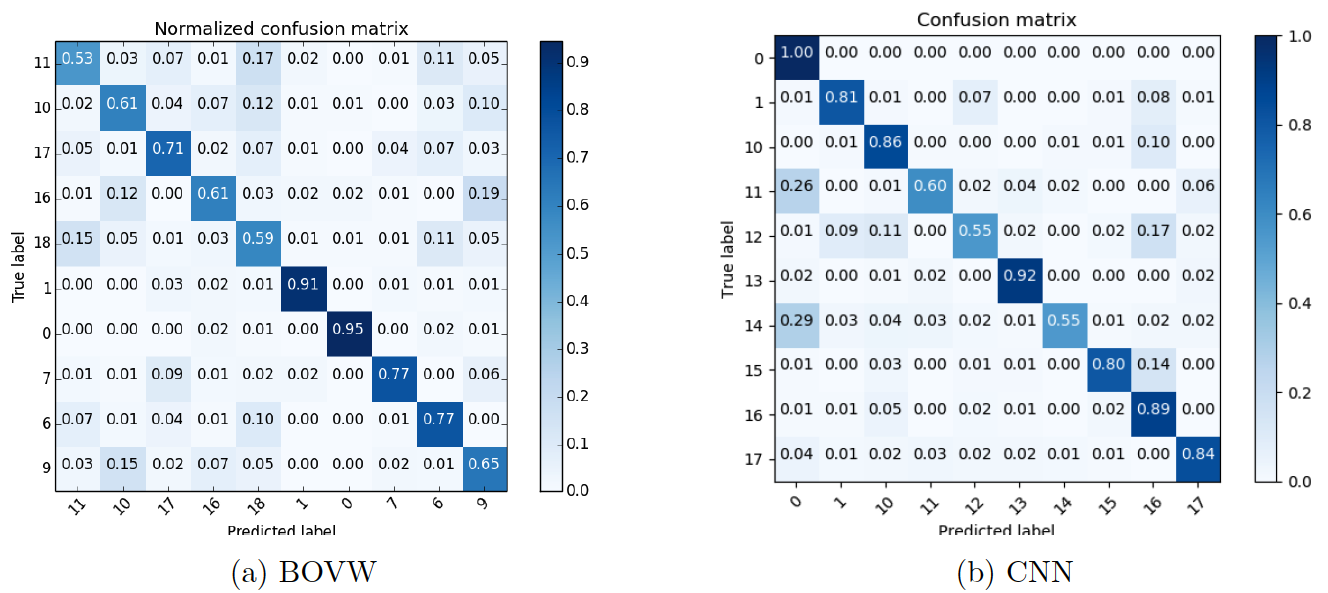 Normalized confusion matrix
11 0.53 0.03 0.07 0.01 0.17 0.02 0.00 0.01 0.11 0.05
10 0.02 0.61 0.04 0.07 0.12 0.01 0.01 0.00 0.03 0.10
17 0.05 0.01 0.71 0.02 0.07 0.01 0.00 0.04 0.07 0.03
16 0.01 0.12 0.00 0.61 0.03 0.02 0.02 0.01 0.00 0.19
18 0.15 0.05 0.01 0.03 0.59 0.01 0.01 0.01 0.11 0.05
1 0.00 0.00 0.03 0.02 0.01 0.91 0.00 0.01 0.01 0.01
0 0.00 0.00 0.00 0.02 0.01 0.00 0.95 0.00 0.02 0.01
7 0.01 0.01 0.09 0.01 0.02 0.02 0.00 0.77 0.00 0.06
6 0.07 0.01 0.04 0.01 0.10 0.00 0.00 0.01 0.77 0.00
9 0.03 0.15 0.02 0.07 0.05 0.00 0.00 0.02 0.01 0.65
11 10 17 16 18 1 0 7 6 9
True label
Predicted label
0.9
0.8
0.7
0.6
0.5
0.4
0.3
0.2
0.1
0.0
(a) BOVW
Confusion matrix
0 1.00 0.00 0.00 0.00 0.00 0.00 0.00 0.00 0.00 0.00
1 0.01 0.81 0.01 0.00 0.07 0.00 0.00 0.01 0.08 0.01
10 0.00 0.01 0.86 0.00 0.00 0.00 0.01 0.01 0.10 0.00
11 0.26 0.00 0.01 0.60 0.02 0.04 0.02 0.00 0.00 0.06
12 0.01 0.09 0.11 0.00 0.55 0.02 0.00 0.02 0.17 0.02
13 0.02 0.00 0.01 0.02 0.00 0.92 0.00 0.00 0.00 0.02
14 0.29 0.03 0.04 0.03 0.02 0.01 0.55 0.01 0.02 0.02
15 0.01 0.00 0.03 0.00 0.01 0.01 0.00 0.80 0.14 0.00
16 0.01 0.01 0.05 0.00 0.02 0.01 0.00 0.02 0.89 0.00
17 0.04 0.01 0.02 0.03 0.02 0.02 0.01 0.01 0.00 0.84
0 1 10 11 12 13 14 15 16 17
True label
Predicted label
1.0
0.8
0.6
0.4
0.2
0.0
(b) CNN